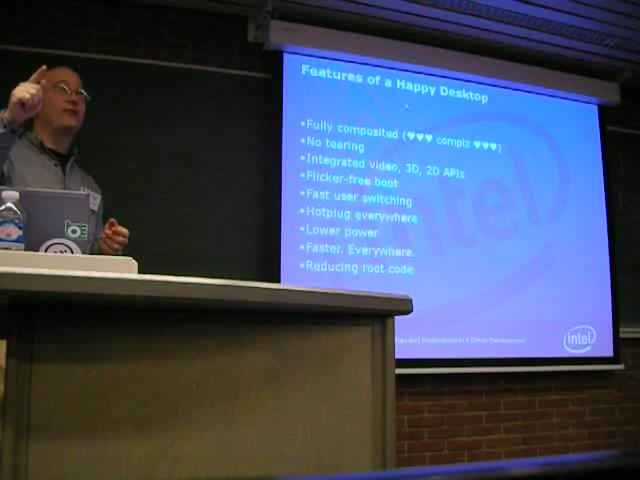 Features of a Happy Desktop
•Fully composited (♥♥♥ compiz ♥♥♥)
•No tearing
•Integrated video, 3D, 2D APIs
•Flicker-free boot
•Fast user switching
•Hotplug everywhere
•Lower power
•Faster. Everywhere.
•Reducing root code
intel
intel